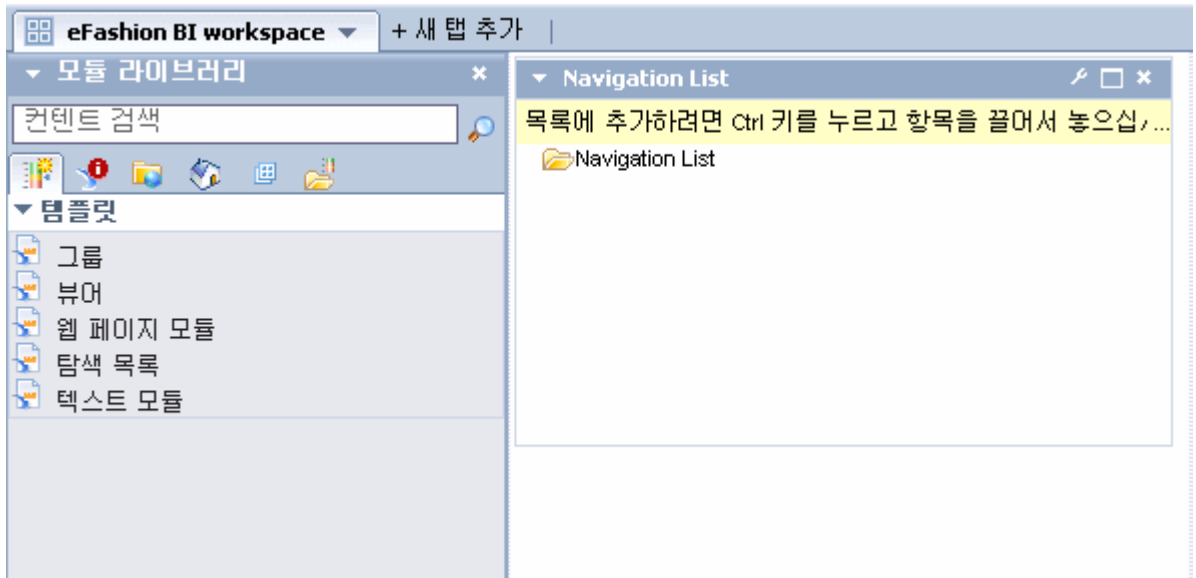 eFashion BI workspace + 새 탭 추가
모듈 라이브러리
컨텐트 검색
템플릿
그룹
뷰어
웹 페이지 모듈
탐색 목록
텍스트 모듈
Navigation List
목록에 추가하려면 Ctrl 키를 누르고 항목을 끌어서 놓으십...
Navigation List